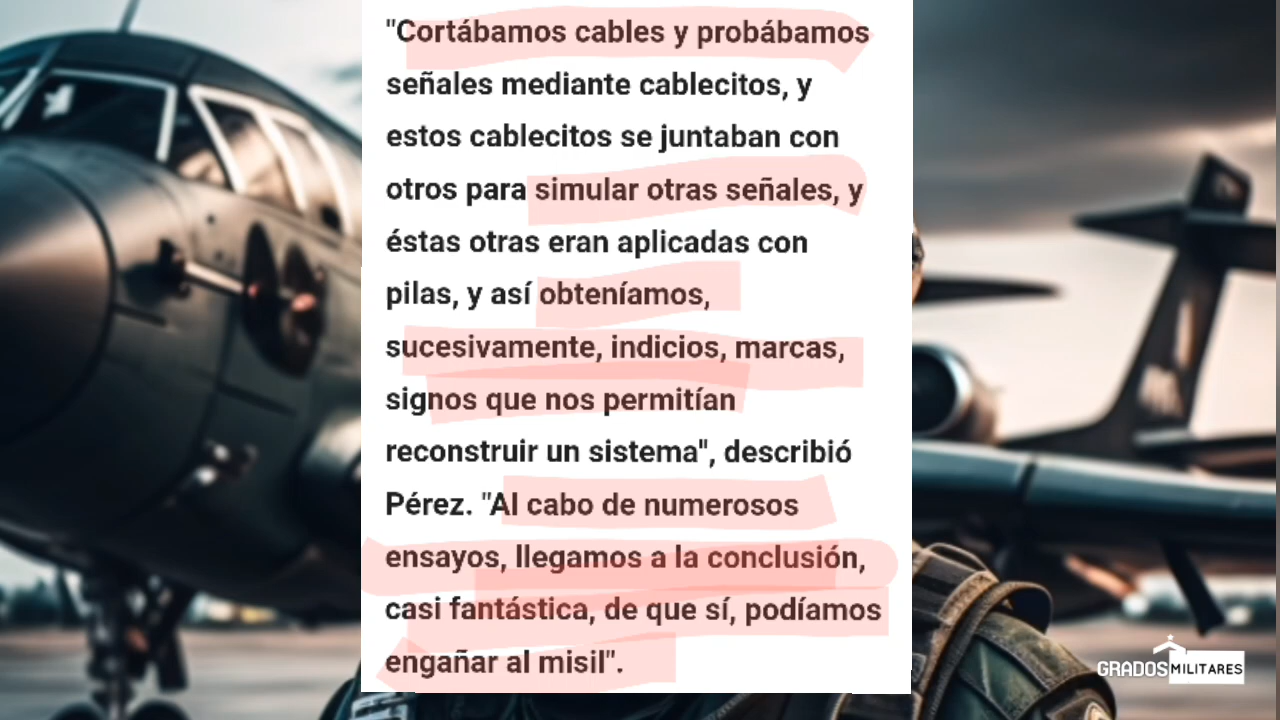 "Cortábamos cables y probábamos
señales mediante cablecitos, y
estos cablecitos se juntaban con
otros para simular otras señales, y
éstas otras eran aplicadas con
pilas, y así obteníamos,
sucesivamente, indicios, marcas,
signos que nos permitían
reconstruir un sistema", describió
Pérez. "Al cabo de numerosos
ensayos, llegamos a la conclusión,
casi fantástica, de que sí, podíamos
engañar al misil".
GRADOS MILITARES